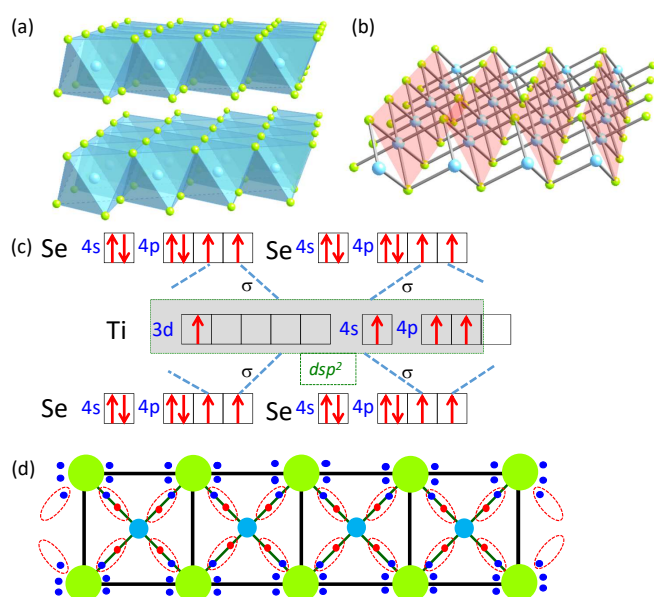 (a)
(b)
(c)
Se 4s 4p Se 4s 4p
σ σ
Ti 3d 4s 4p
σ dsp² σ
Se 4s 4p Se 4s 4p
(d)